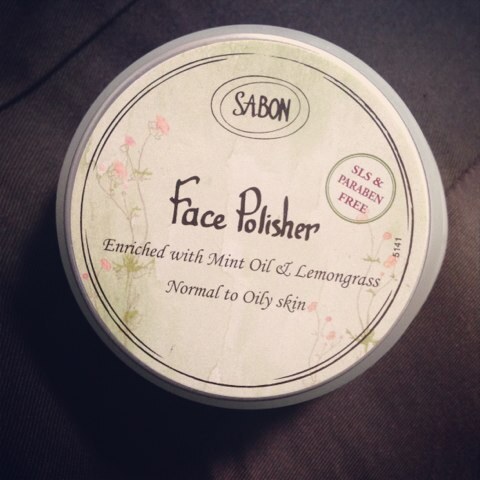 SABON
SLS &
PARABEN
FREE
Face Polisher
Enriched with Mint Oil & Lemongrass
Normal to Oily skin
5141